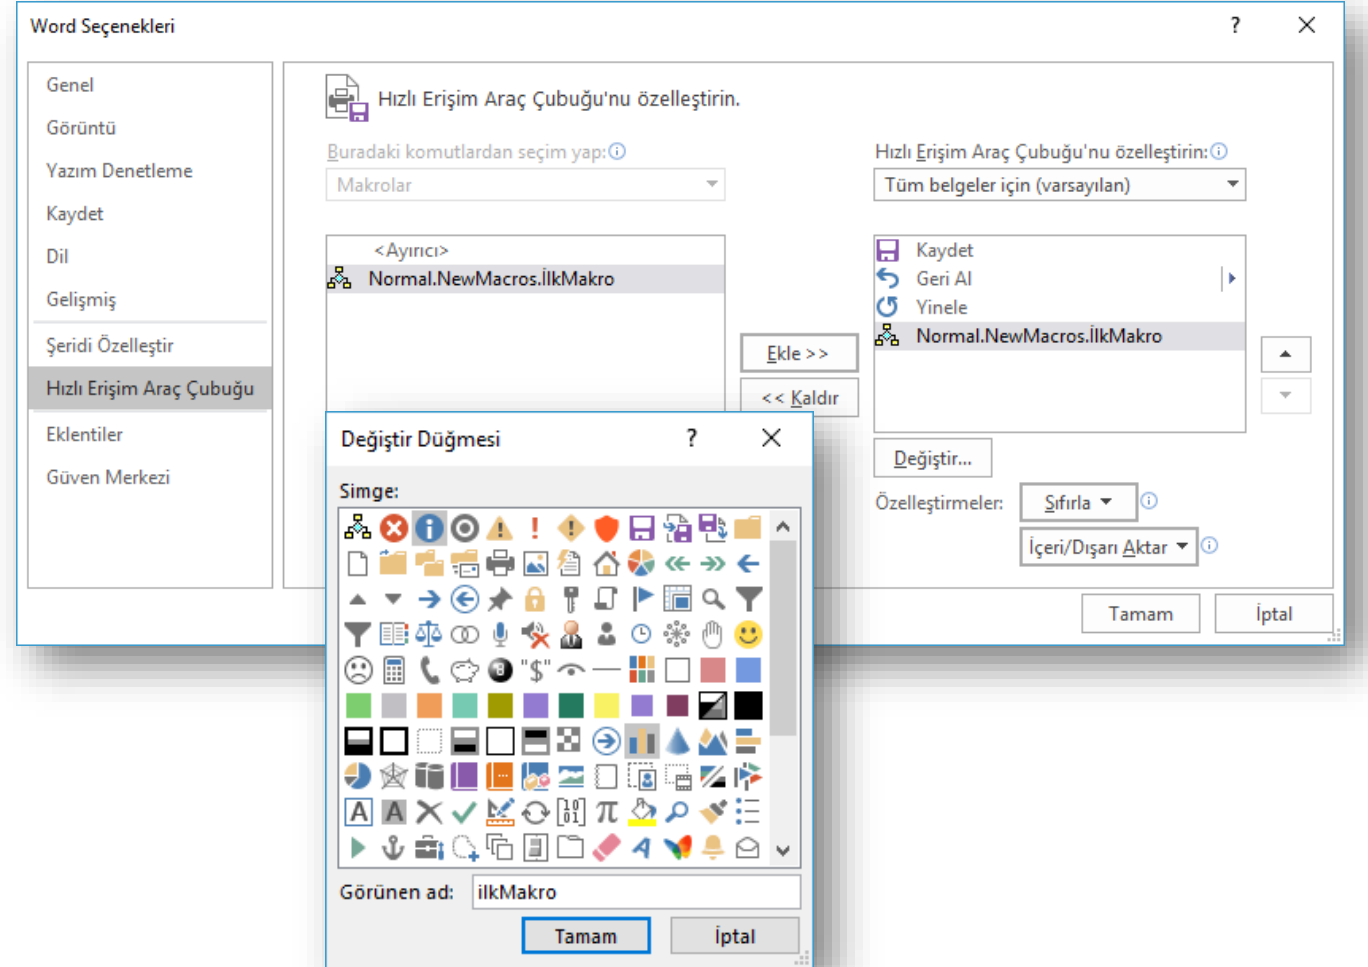 Word Seçenekleri
Genel
Görüntü
Yazım Denetleme
Kaydet
Dil
Gelişmiş
Şeridi Özelleştir
Hızlı Erişim Araç Çubuğu
Eklentiler
Güven Merkezi
Hızlı Erişim Araç Çubuğu'nu özelleştirin.
Buradaki komutlardan seçim yap:
Makrolar
<Ayırıcı>
Normal.NewMacros.İlkMakro
Ekle >>
<< Kaldır
Hızlı Erişim Araç Çubuğu'nu özelleştirin:
Tüm belgeler için (varsayılan)
Kaydet
Geri Al
Yinele
Normal.NewMacros.İlkMakro
Değiştir...
Özelleştirmeler:
Sıfırla
İçeri/Dışarı Aktar
Tamam
İptal
Değiştir Düğmesi
Simge:
"$"
Görünen ad:
ilkMakro
Tamam
İptal